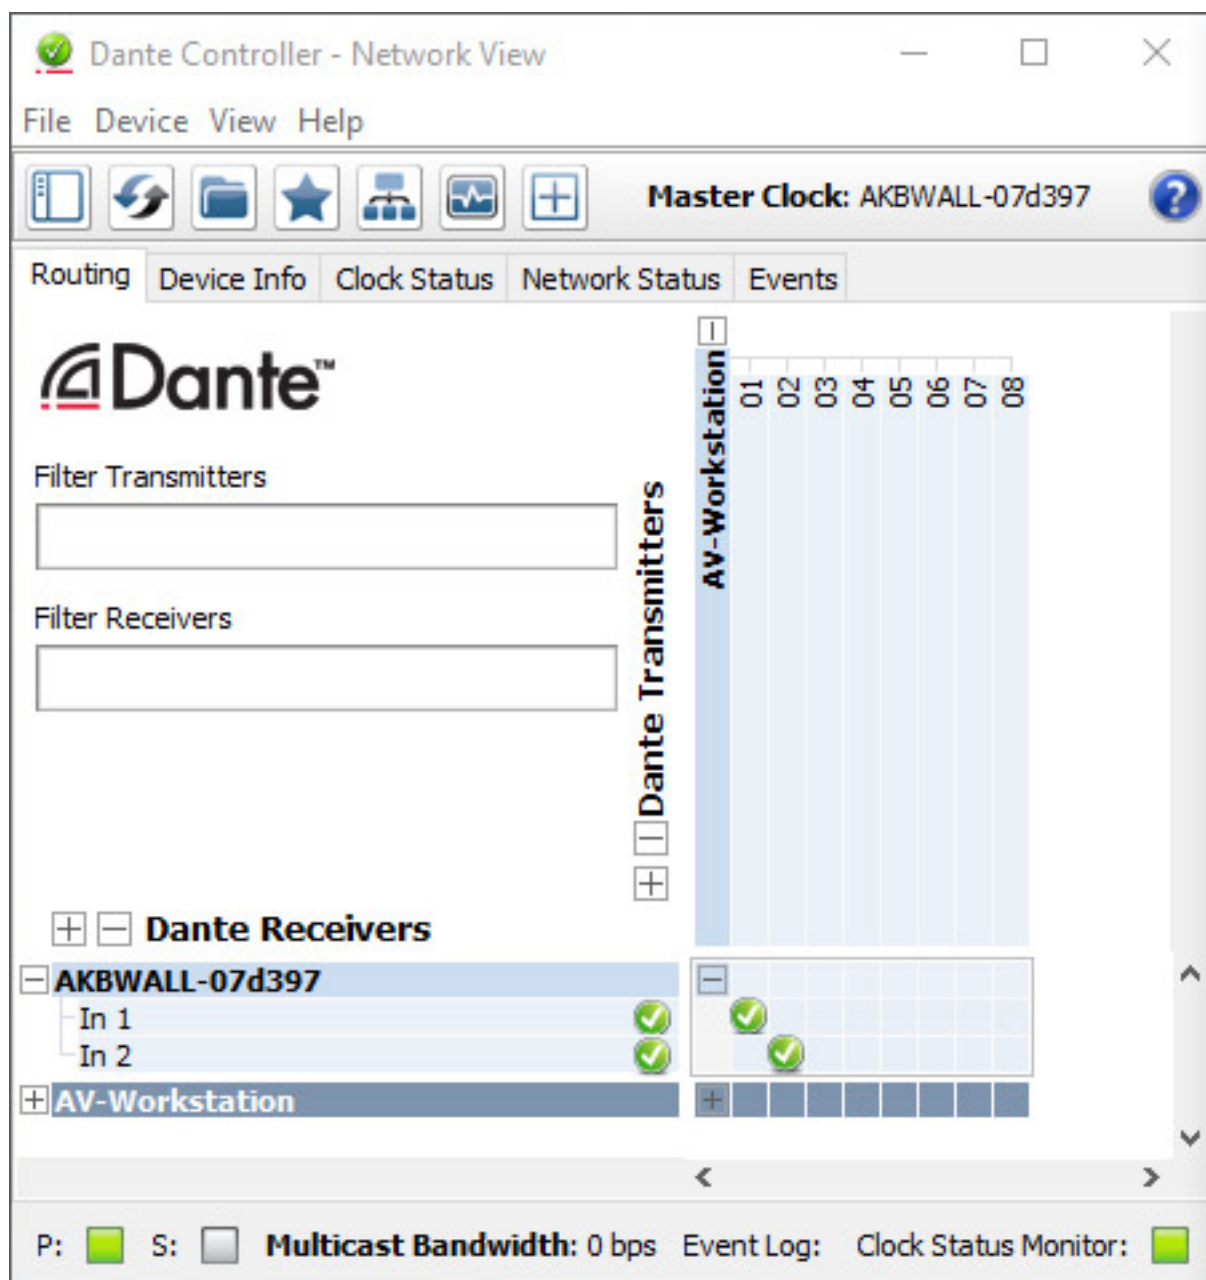 Dante Controller - Network View
File Device View Help
Master Clock: AKBWALL-07d397
Routing Device Info Clock Status Network Status Events
Dante™
Filter Transmitters
Filter Receivers
Dante Transmitters
AV-Workstation
01 02 03 04 05 06 07 08
Dante Receivers
AKBWALL-07d397
In 1
In 2
AV-Workstation
P: S: Multicast Bandwidth: 0 bps Event Log: Clock Status Monitor: